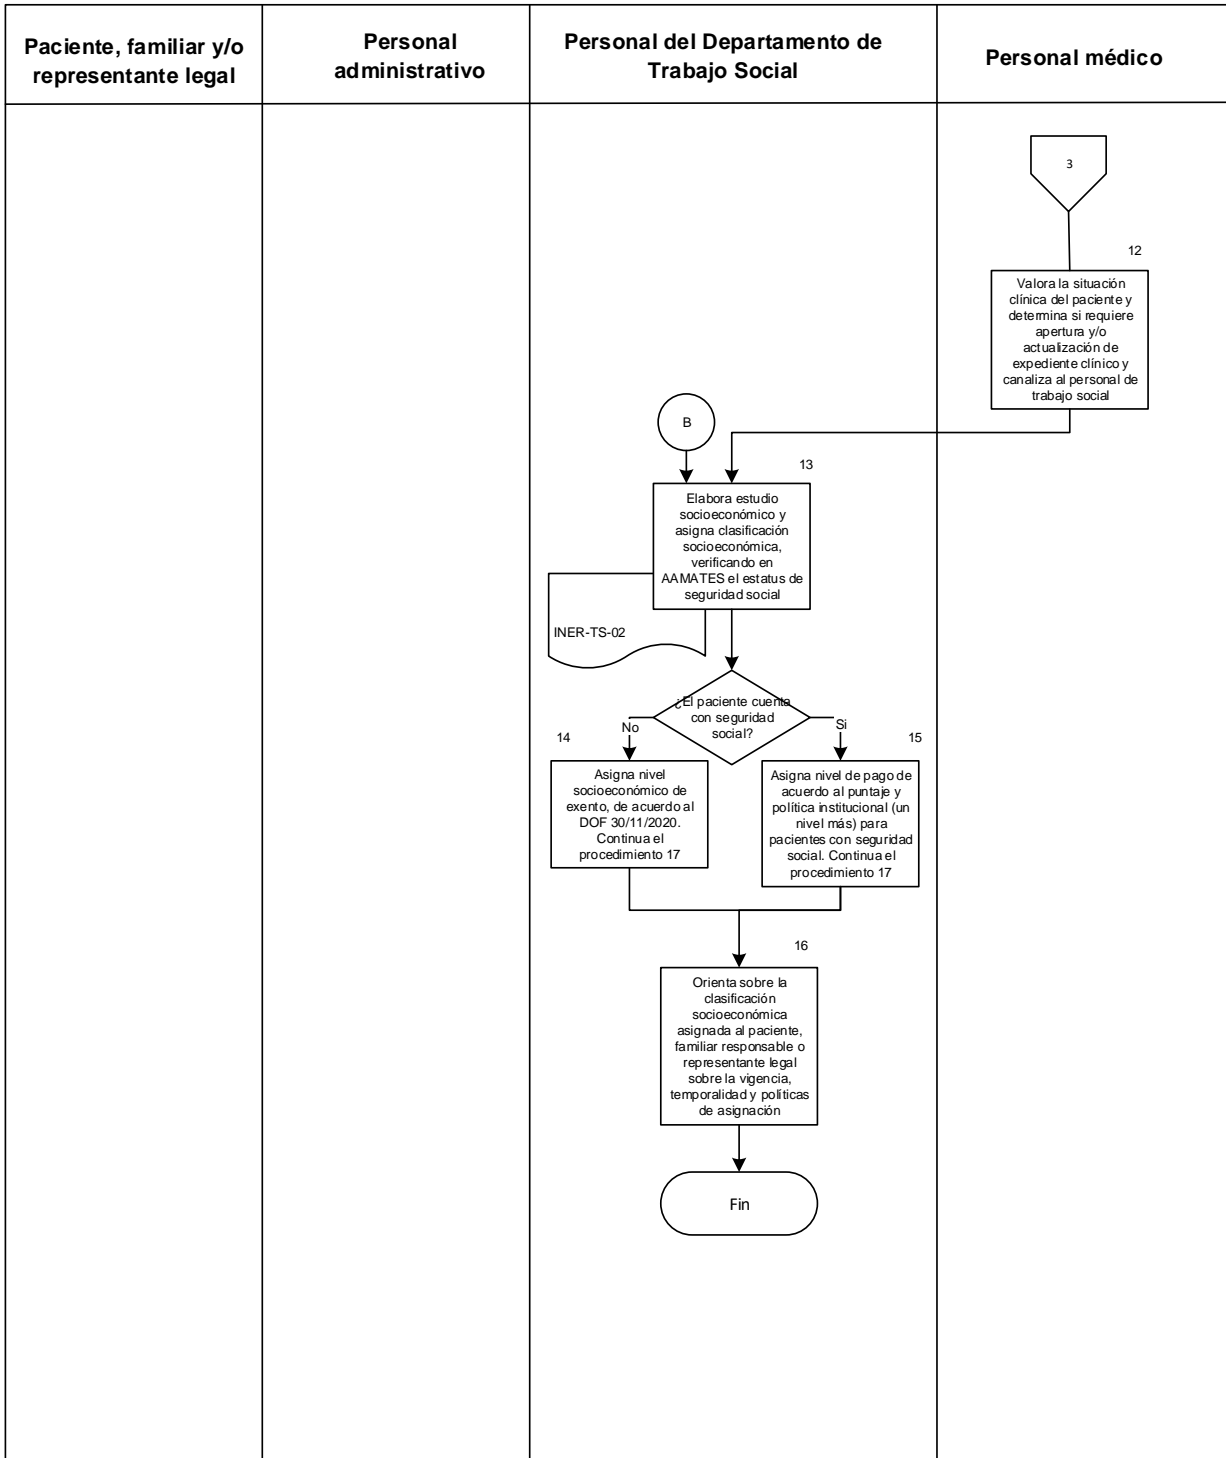 Paciente, familiar y/o
representante legal
Personal
administrativo
Personal del Departamento de
Trabajo Social
Personal médico
3
12
Valora la situación
clínica del paciente y
determina si requiere
apertura y/o
actualización de
expediente clínico y
canaliza al personal de
trabajo social
B
13
Elabora estudio
socioeconómico y
asigna clasificación
socioeconómica,
verificando en
AAMATES el estatus de
seguridad social
INER-TS-02
¿El paciente cuenta
con seguridad
social?
No
Si
14
Asigna nivel
socioeconómico de
exento, de acuerdo al
DOF 30/11/2020.
Continua el
procedimiento 17
15
Asigna nivel de pago de
acuerdo al puntaje y
política institucional (un
nivel más) para
pacientes con seguridad
social. Continua el
procedimiento 17
16
Orienta sobre la
clasificación
socioeconómica
asignada al paciente,
familiar responsable o
representante legal
sobre la vigencia,
temporalidad y políticas
de asignación
Fin